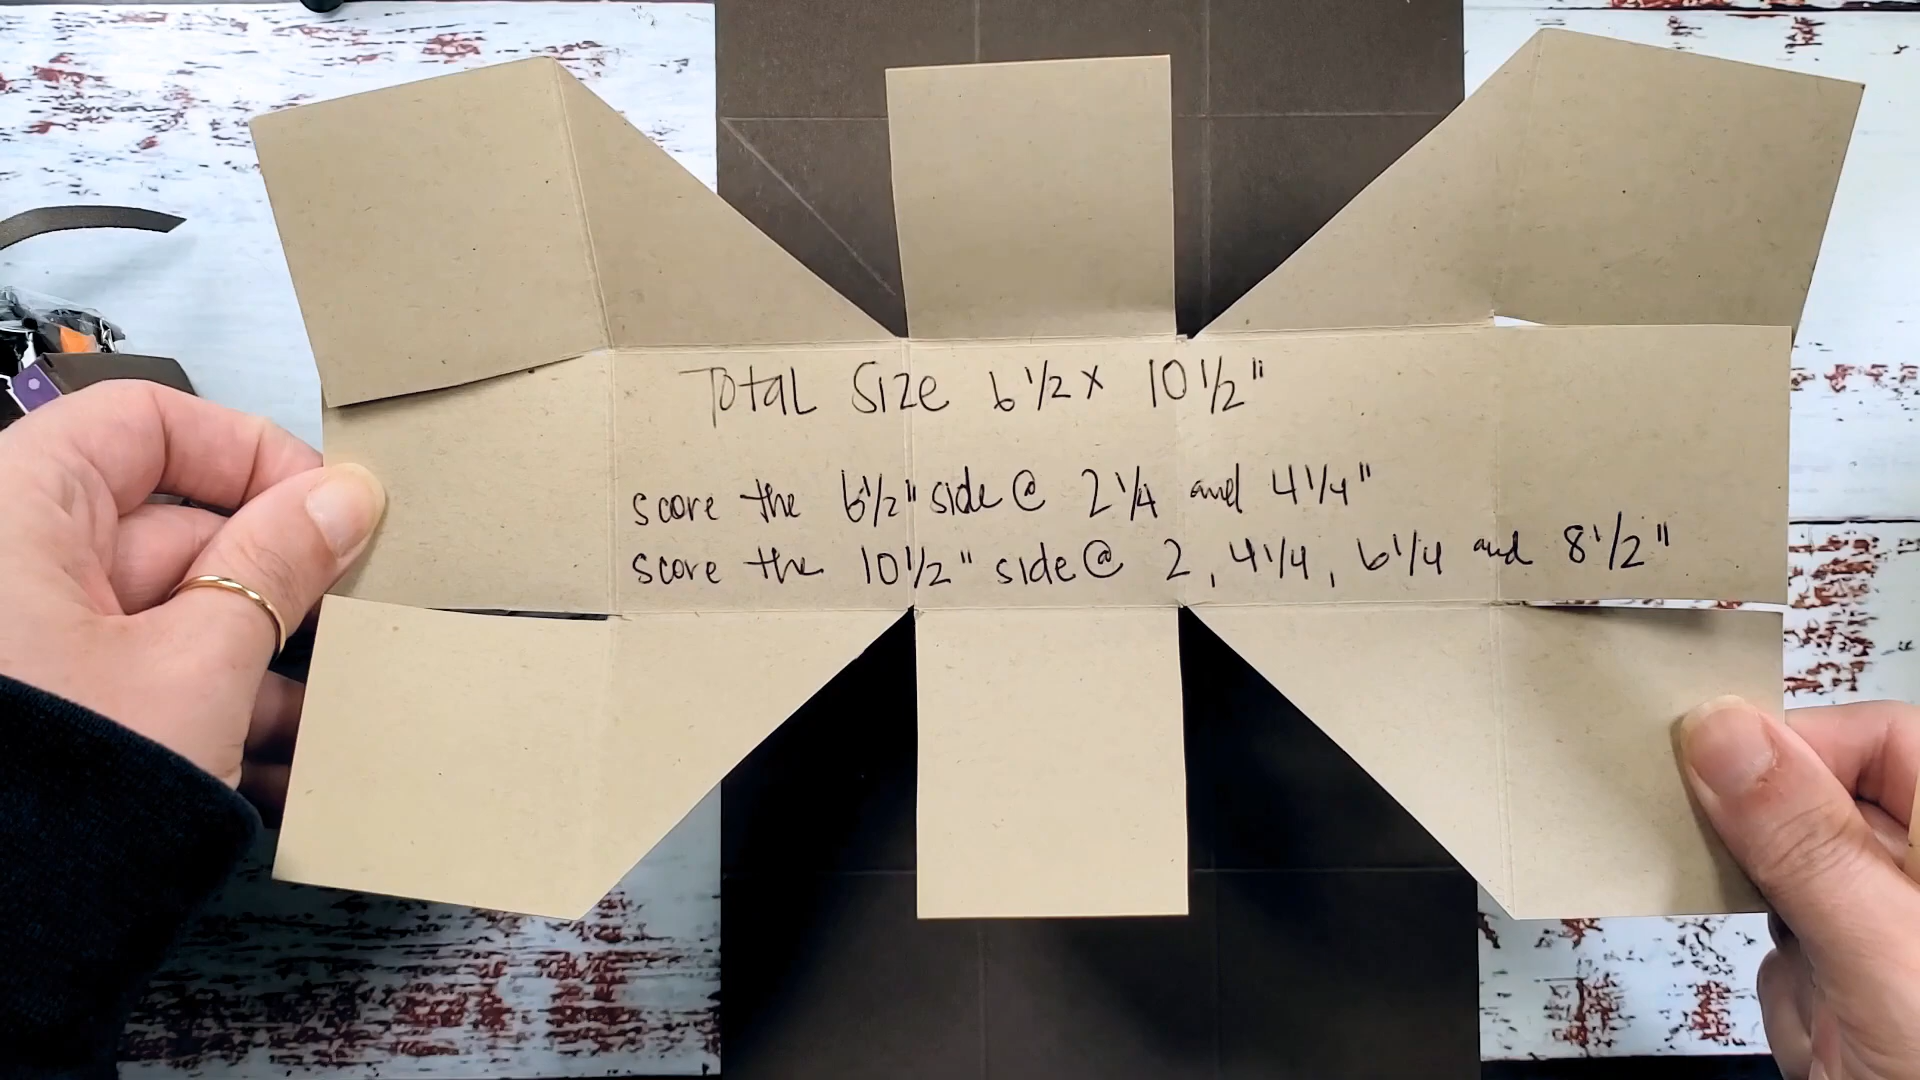 Total Size 6 1/2 x 10 1/2"
score the 6 1/2" side @ 2 1/4 and 4 1/4"
score the 10 1/2" side @ 2, 4 1/4, 6 1/4 and 8 1/2"